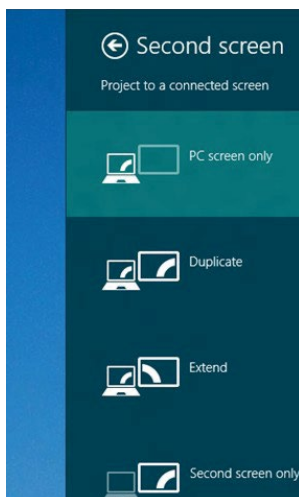 Second screen
Project to a connected screen
PC screen only
Duplicate
Extend
Second screen only